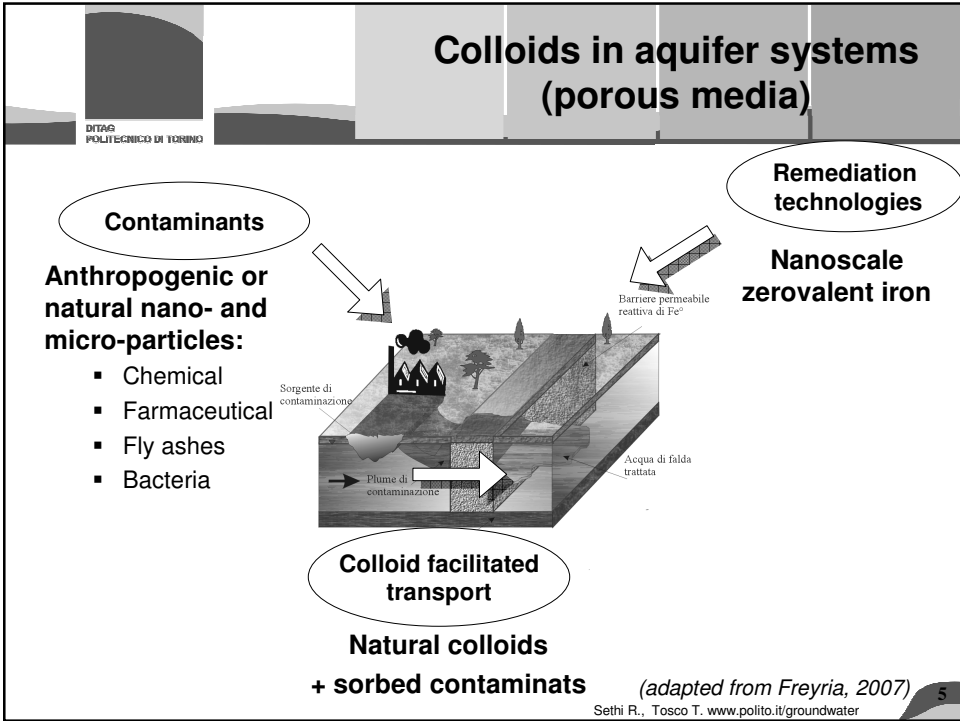 Colloids in aquifer systems
(porous media)
DITAG
POLITECNICO DI TORINO
Contaminants
Anthropogenic or
natural nano- and
micro-particles:
▪ Chemical
▪ Farmaceutical
▪ Fly ashes
▪ Bacteria
Remediation
technologies
Nanoscale
zerovalent iron
Barriere permeabile
reattiva di Fe°
Sorgente di
contaminazione
Plume di
contaminazione
Acqua di falda
trattata
Colloid facilitated
transport
Natural colloids
+ sorbed contaminats
(adapted from Freyria, 2007)
Sethi R., Tosco T. www.polito.it/groundwater
5